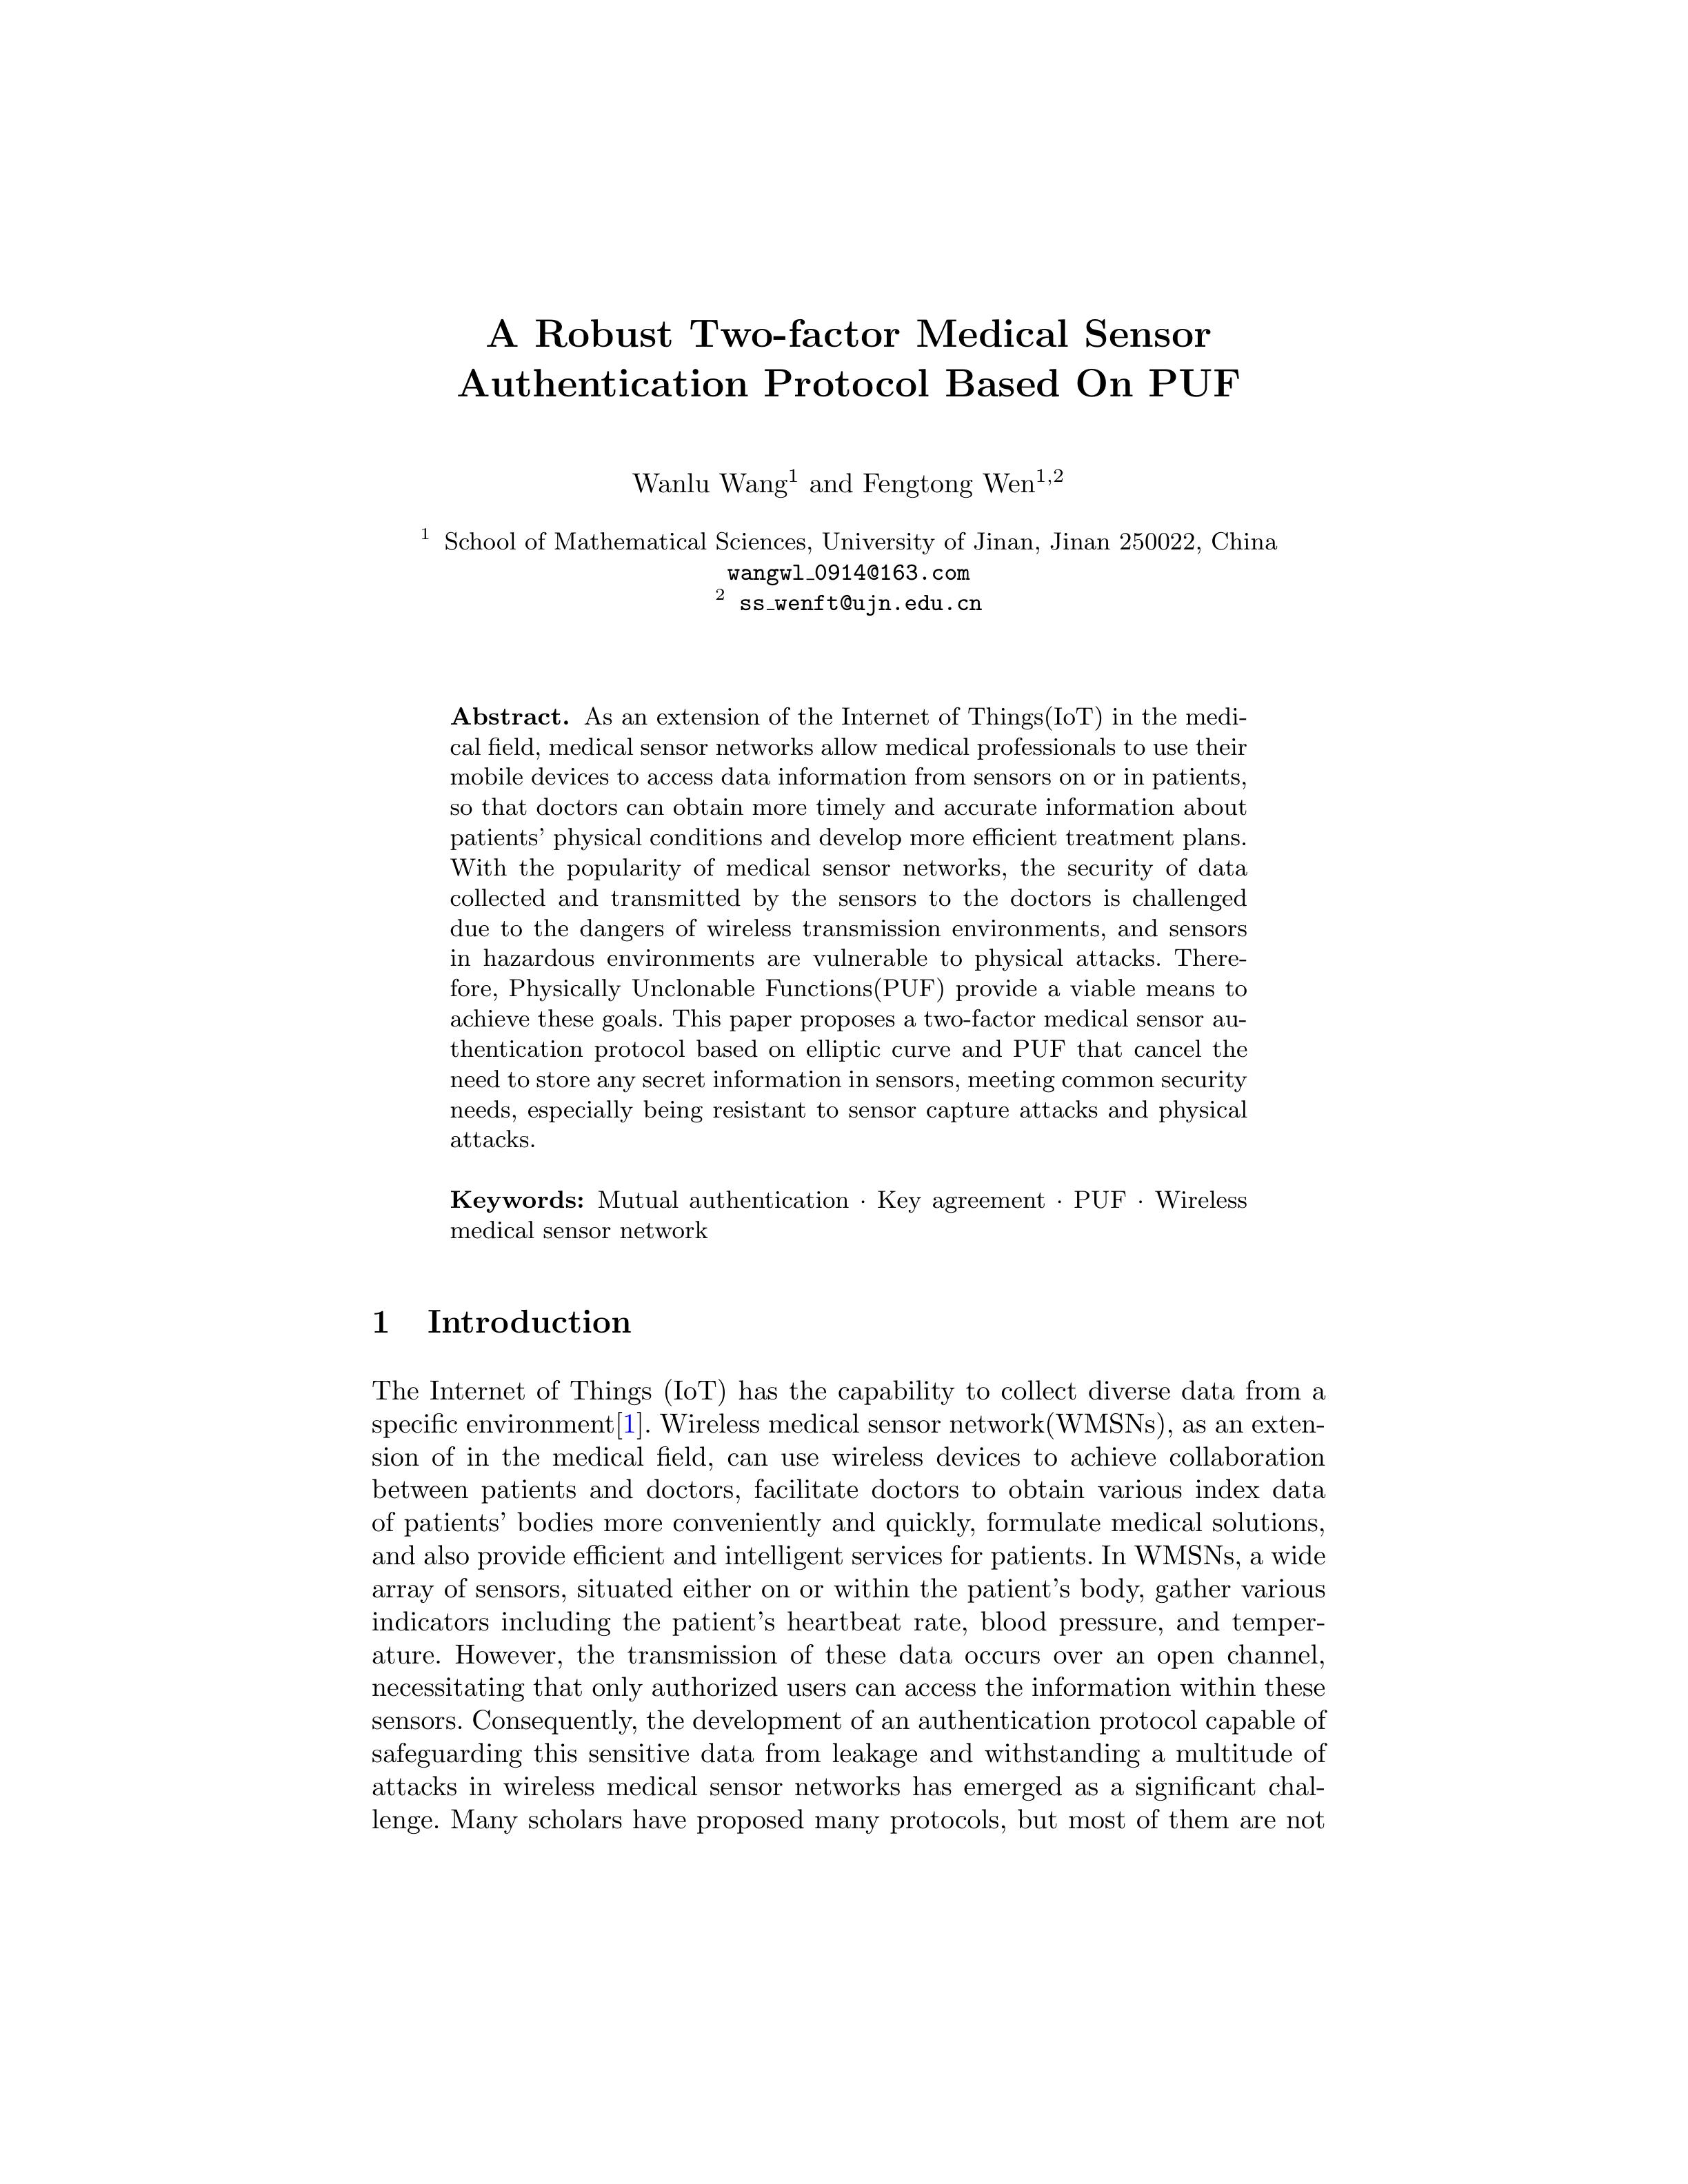 A Robust Two-factor Medical Sensor
Authentication Protocol Based On PUF
Wanlu Wang1 and Fengtong Wen1,2
1 School of Mathematical Sciences, University of Jinan, Jinan 250022, China
wangwl_0914@163.com
2 ss_wenft@ujn.edu.cn
Abstract. As an extension of the Internet of Things(IoT) in the medi-
cal field, medical sensor networks allow medical professionals to use their
mobile devices to access data information from sensors on or in patients,
so that doctors can obtain more timely and accurate information about
patients' physical conditions and develop more efficient treatment plans.
With the popularity of medical sensor networks, the security of data
collected and transmitted by the sensors to the doctors is challenged
due to the dangers of wireless transmission environments, and sensors
in hazardous environments are vulnerable to physical attacks. There-
fore, Physically Unclonable Functions(PUF) provide a viable means to
achieve these goals. This paper proposes a two-factor medical sensor au-
thentication protocol based on elliptic curve and PUF that cancel the
need to store any secret information in sensors, meeting common security
needs, especially being resistant to sensor capture attacks and physical
attacks.
Keywords: Mutual authentication · Key agreement · PUF · Wireless
medical sensor network
1 Introduction
The Internet of Things (IoT) has the capability to collect diverse data from a
specific environment[1]. Wireless medical sensor network(WMSNs), as an exten-
sion of in the medical field, can use wireless devices to achieve collaboration
between patients and doctors, facilitate doctors to obtain various index data
of patients' bodies more conveniently and quickly, formulate medical solutions,
and also provide efficient and intelligent services for patients. In WMSNs, a wide
array of sensors, situated either on or within the patient's body, gather various
indicators including the patient's heartbeat rate, blood pressure, and temper-
ature. However, the transmission of these data occurs over an open channel,
necessitating that only authorized users can access the information within these
sensors. Consequently, the development of an authentication protocol capable of
safeguarding this sensitive data from leakage and withstanding a multitude of
attacks in wireless medical sensor networks has emerged as a significant chal-
lenge. Many scholars have proposed many protocols, but most of them are not